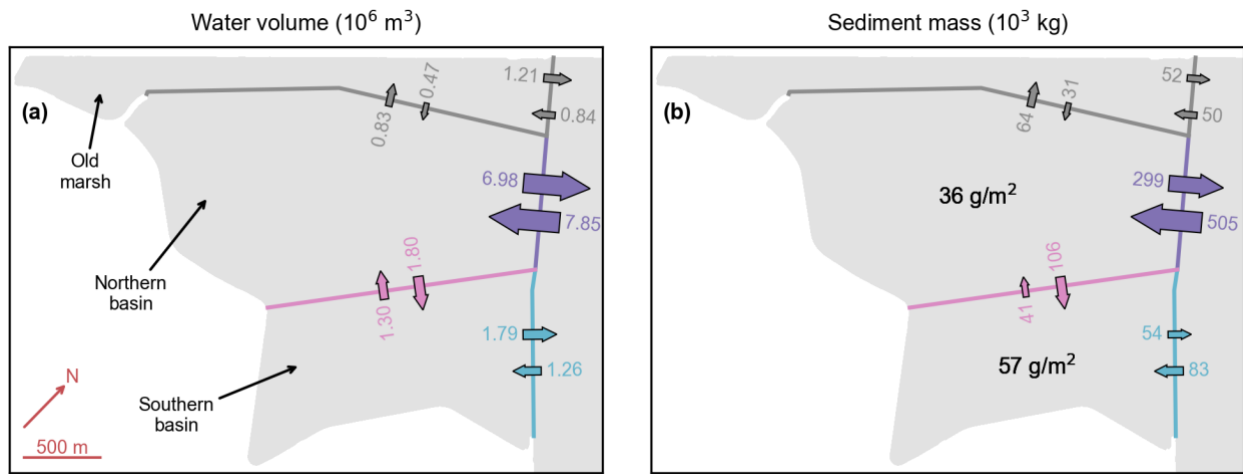 Water volume (10⁶ m³)
Sediment mass (10³ kg)
(a)
Old
marsh
Northern
basin
Southern
basin
N
500 m
0.83
0.47
1.21
0.84
6.98
7.85
1.30
1.80
1.79
1.26
(b)
64
31
52
50
36 g/m²
299
505
41
106
54
57 g/m²
83